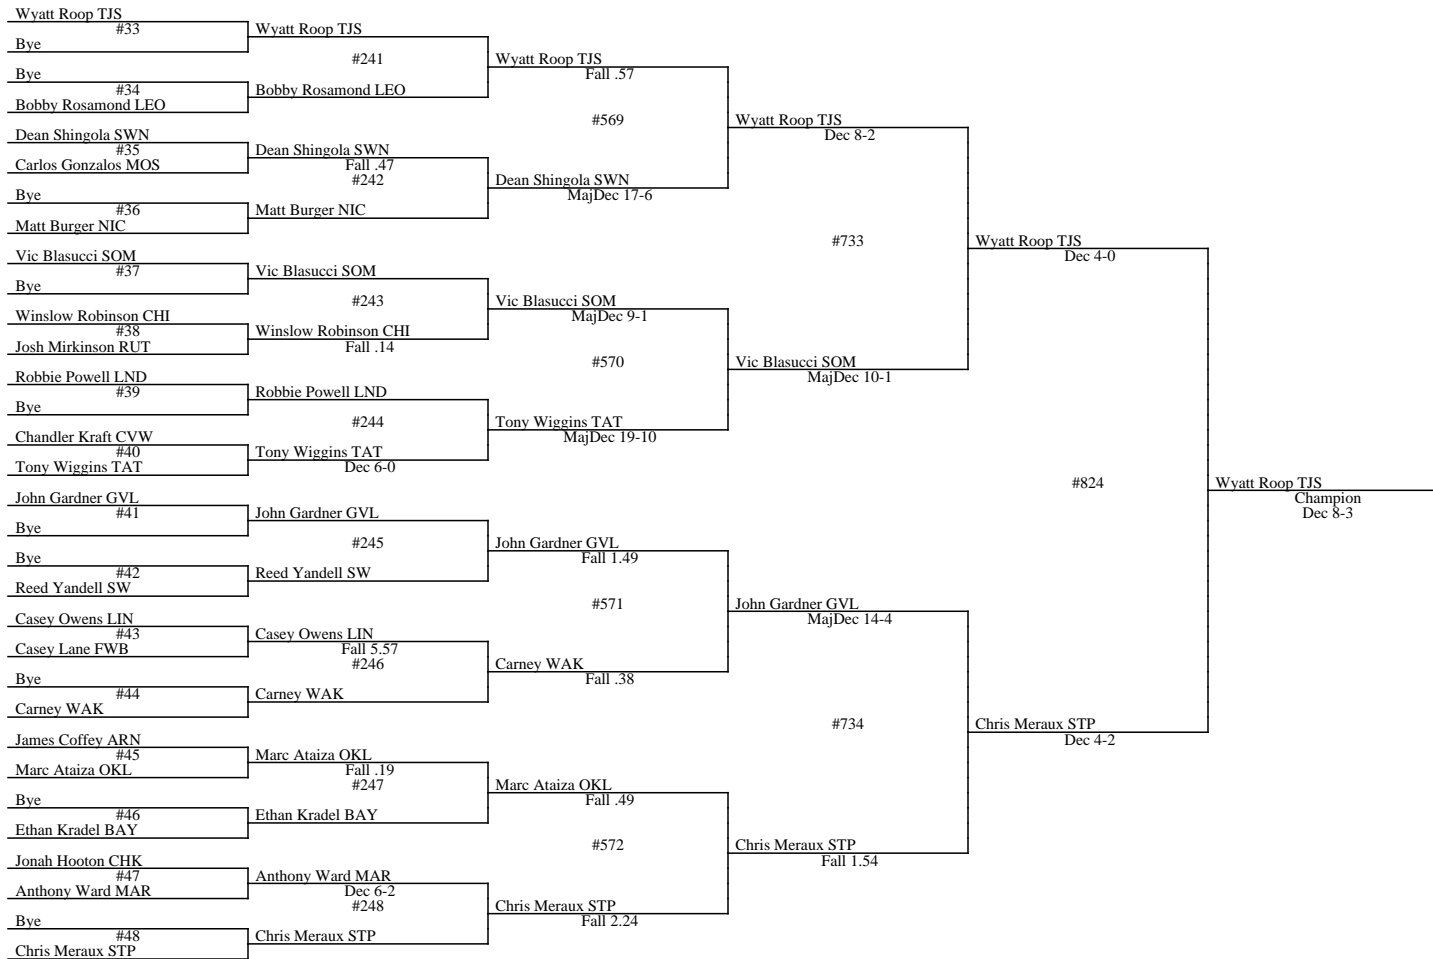 Wyatt Roop TJS
#33
Bye
Bye
#34
Bobby Rosamond LEO
Dean Shingola SWN
#35
Carlos Gonzalos MOS
Bye
#36
Matt Burger NIC
Vic Blasucci SOM
#37
Bye
Winslow Robinson CHI
#38
Josh Mirkinson RUT
Robbie Powell LND
#39
Bye
Chandler Kraft CVW
#40
Tony Wiggins TAT
John Gardner GVL
#41
Bye
Bye
#42
Reed Yandell SW
Casey Owens LIN
#43
Casey Lane FWB
Bye
#44
Carney WAK
James Coffey ARN
#45
Marc Ataiza OKL
Bye
#46
Ethan Kradel BAY
Jonah Hooton CHK
#47
Anthony Ward MAR
Bye
#48
Chris Meraux STP
Wyatt Roop TJS
#241
Bobby Rosamond LEO
Dean Shingola SWN
Fall .47
#242
Matt Burger NIC
Vic Blasucci SOM
#243
Winslow Robinson CHI
Fall .14
Robbie Powell LND
#244
Tony Wiggins TAT
Dec 6-0
John Gardner GVL
#245
Reed Yandell SW
Casey Owens LIN
Fall 5.57
#246
Carney WAK
Marc Ataiza OKL
Fall .19
#247
Ethan Kradel BAY
Anthony Ward MAR
Dec 6-2
#248
Chris Meraux STP
Wyatt Roop TJS
Fall .57
#569
Dean Shingola SWN
MajDec 17-6
Vic Blasucci SOM
MajDec 9-1
#570
Tony Wiggins TAT
MajDec 19-10
John Gardner GVL
Fall 1.49
#571
Carney WAK
Fall .38
Marc Ataiza OKL
Fall .49
#572
Chris Meraux STP
Fall 2.24
Wyatt Roop TJS
Dec 8-2
#733
Vic Blasucci SOM
MajDec 10-1
John Gardner GVL
MajDec 14-4
#734
Chris Meraux STP
Fall 1.54
Wyatt Roop TJS
Dec 4-0
#824
Chris Meraux STP
Dec 4-2
Wyatt Roop TJS
Champion
Dec 8-3